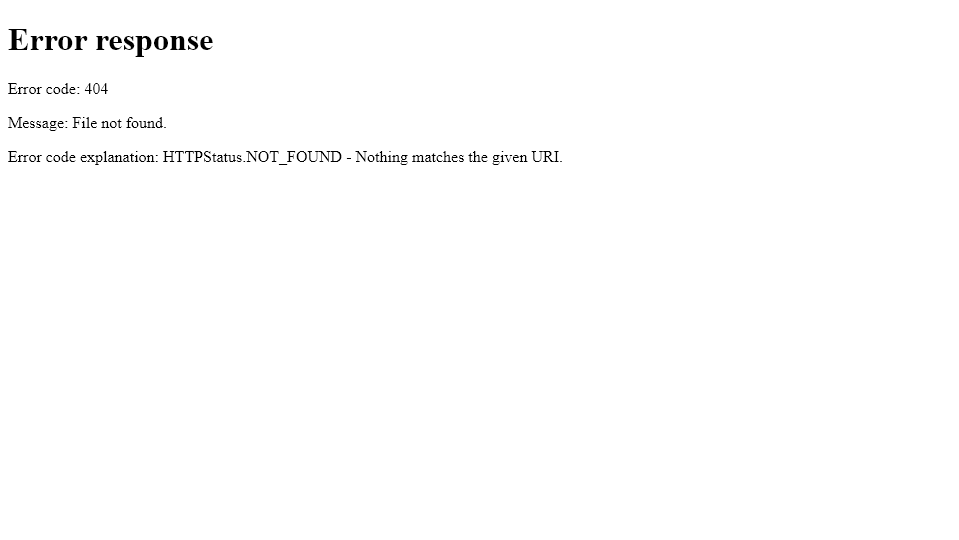 Error response
Error code: 404
Message: File not found.
Error code explanation: HTTPStatus.NOT_FOUND - Nothing matches the given URI.